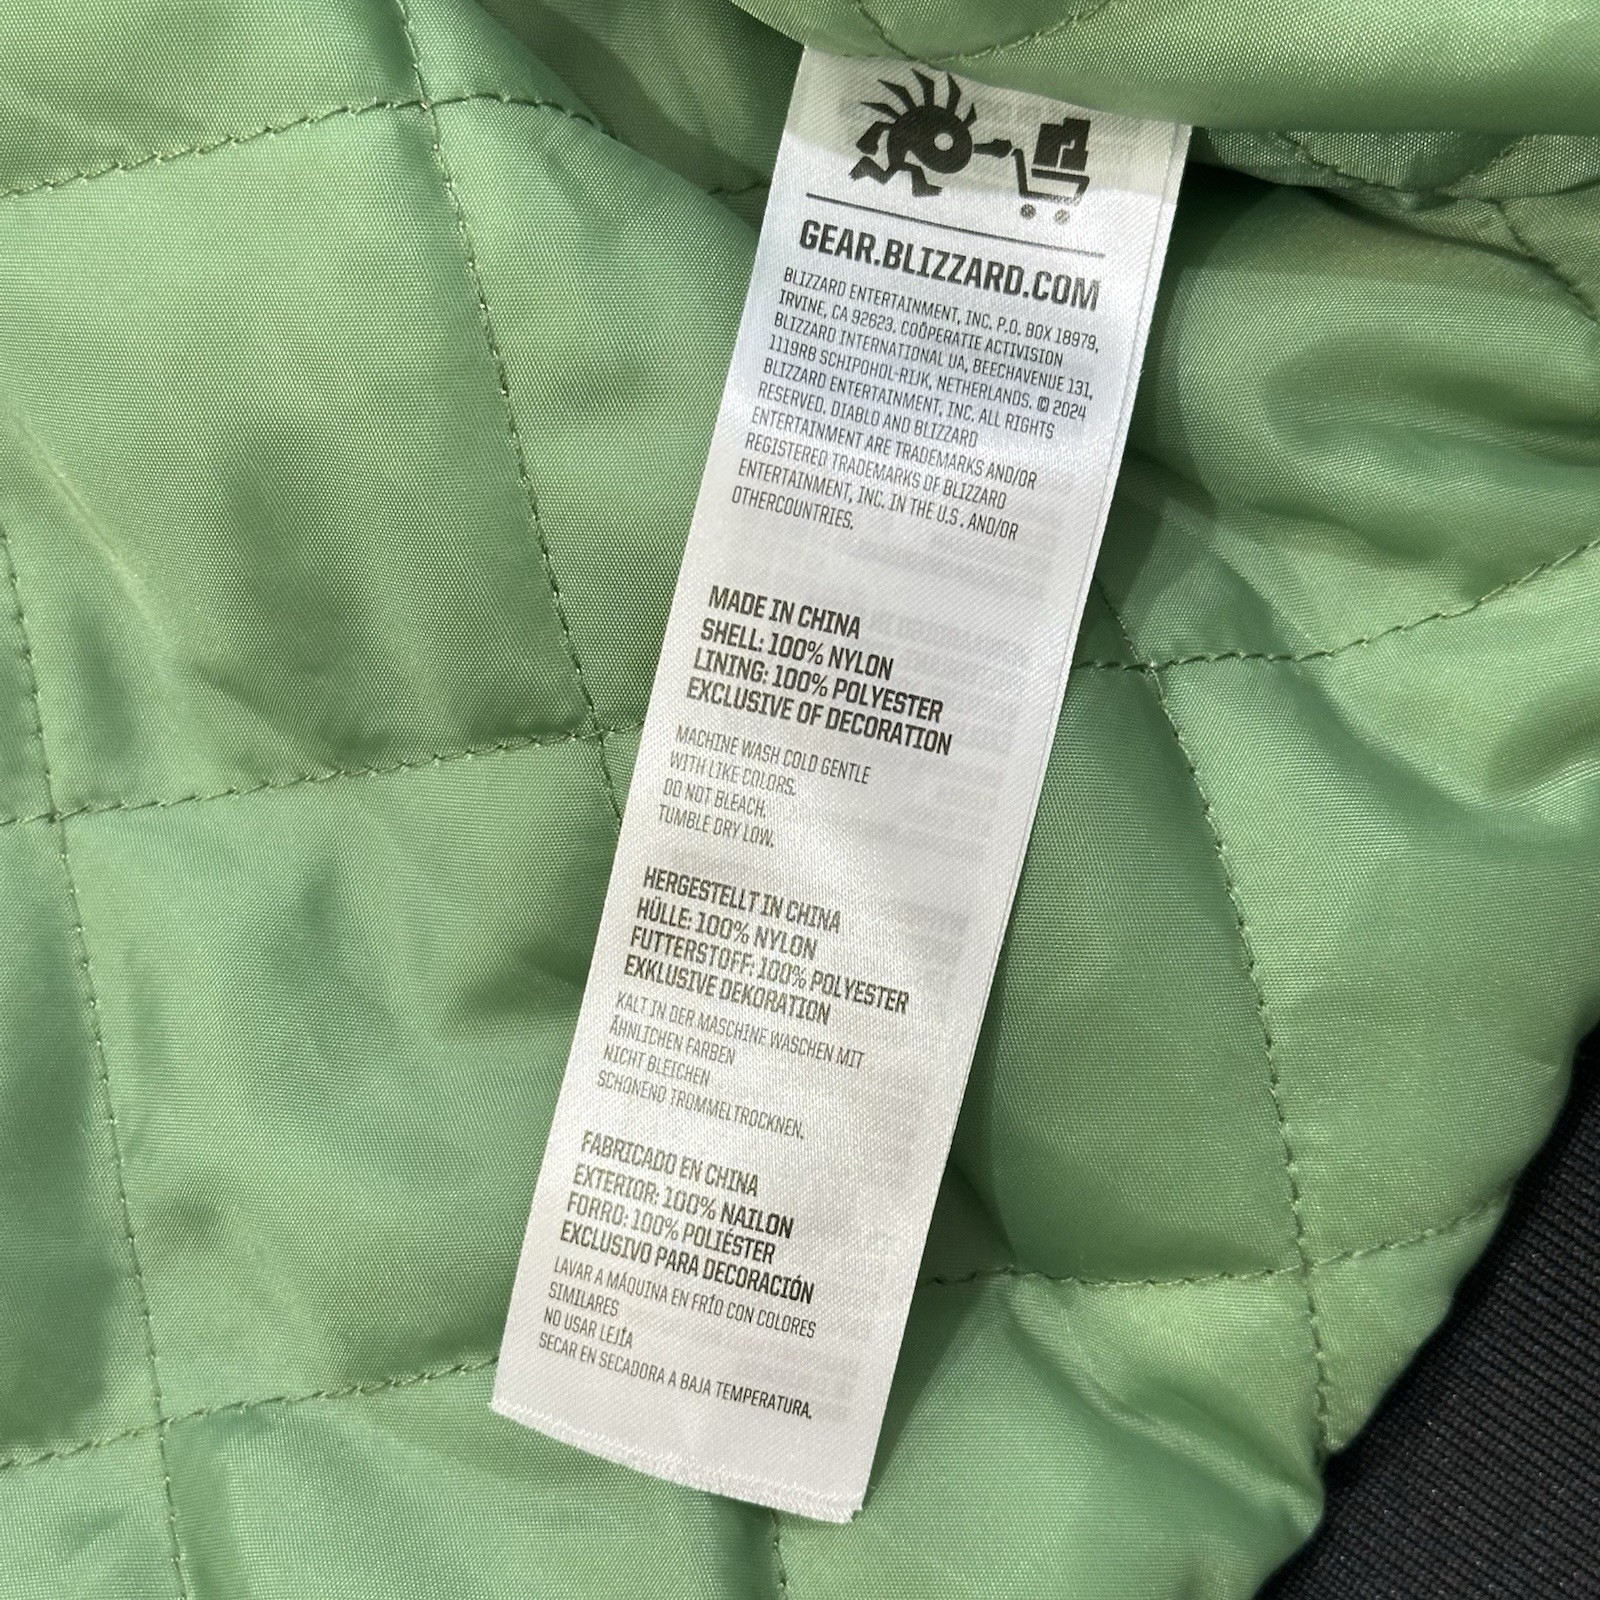 GEAR.BLIZZARD.COM
BLIZZARD ENTERTAINMENT, INC. P.O. BOX 18979,
IRVINE, CA 92623. COÖPERATIE ACTIVISION
BLIZZARD INTERNATIONAL UA, BEECHAVENUE 131,
1119RB SCHIPOHOL-RIJK, NETHERLANDS. © 2024
BLIZZARD ENTERTAINMENT, INC. ALL RIGHTS
RESERVED. DIABLO AND BLIZZARD
ENTERTAINMENT ARE TRADEMARKS AND/OR
REGISTERED TRADEMARKS OF BLIZZARD
ENTERTAINMENT, INC. IN THE U.S. AND/OR
OTHERCOUNTRIES.
MADE IN CHINA
SHELL: 100% NYLON
LINING: 100% POLYESTER
EXCLUSIVE OF DECORATION
MACHINE WASH COLD GENTLE
WITH LIKE COLORS.
DO NOT BLEACH.
TUMBLE DRY LOW.
HERGESTELLT IN CHINA
HÜLLE: 100% NYLON
FUTTERSTOFF: 100% POLYESTER
EXKLUSIVE DEKORATION
KALT IN DER MASCHINE WASCHEN MIT
ÄHNLICHEN FARBEN
NICHT BLEICHEN
SCHONEND TROMMELTROCKNEN.
FABRICADO EN CHINA
EXTERIOR: 100% NAILON
FORRO: 100% POLIÉSTER
EXCLUSIVO PARA DECORACIÓN
LAVAR A MÁQUINA EN FRÍO CON COLORES
SIMILARES
NO USAR LEJÍA
SECAR EN SECADORA A BAJA TEMPERATURA.